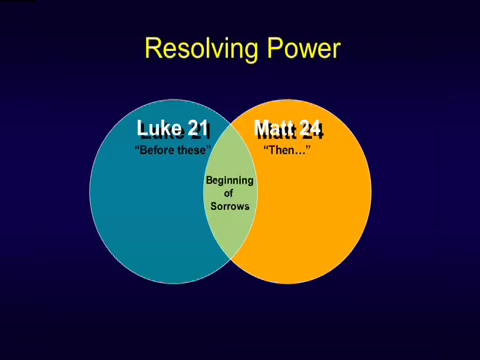 Resolving Power
Luke 21
Matt 24
"Before these"
"Then..."
Beginning
of
Sorrows